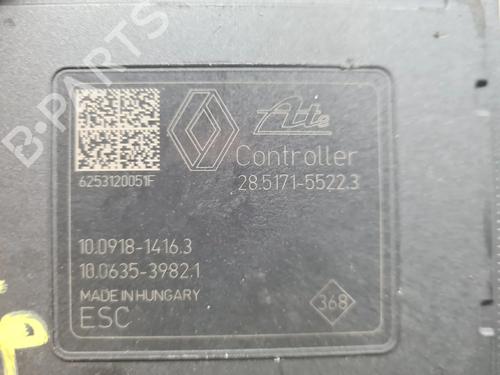 B-PARTS
Ate
Controller
6253120051F
28.5171-5522.3
10.0918-1416.3
10.0635-3982.1
MADE IN HUNGARY
368
ESC